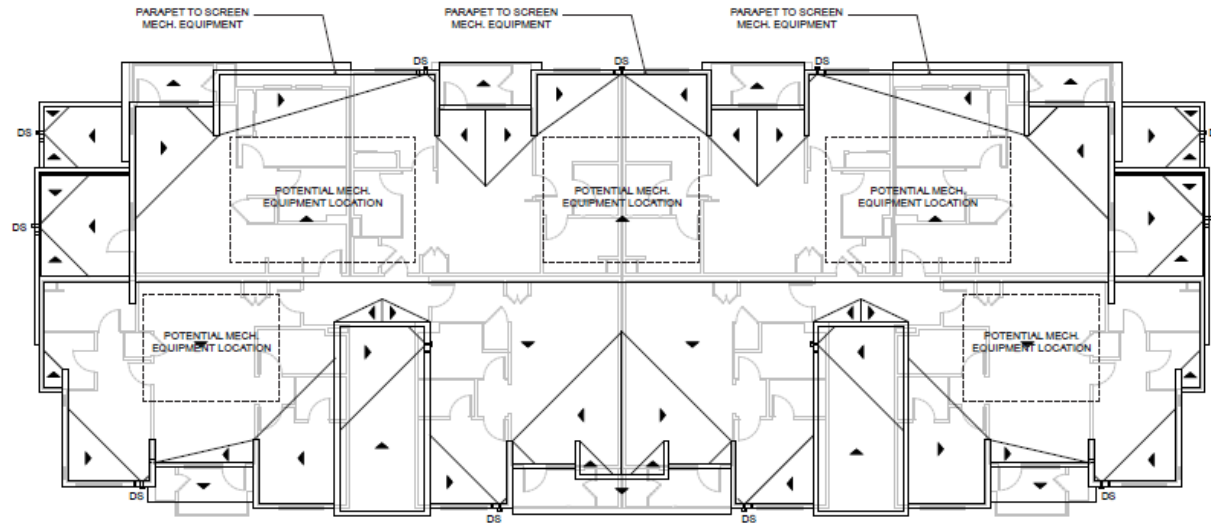 PARAPET TO SCREEN
MECH. EQUIPMENT
PARAPET TO SCREEN
MECH. EQUIPMENT
PARAPET TO SCREEN
MECH. EQUIPMENT
DS
DS
DS
DS
DS
POTENTIAL MECH.
EQUIPMENT LOCATION
POTENTIAL MECH.
EQUIPMENT LOCATION
POTENTIAL MECH.
EQUIPMENT LOCATION
DS
DS
POTENTIAL MECH.
EQUIPMENT LOCATION
POTENTIAL MECH.
EQUIPMENT LOCATION
DS
DS
DS
DS